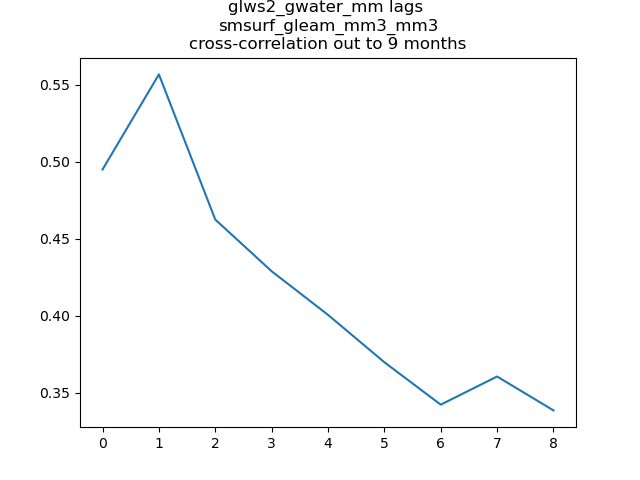 glws2_gwater_mm lags
smsurf_gleam_mm3_mm3
cross-correlation out to 9 months
0.55
0.50
0.45
0.40
0.35
0 1 2 3 4 5 6 7 8